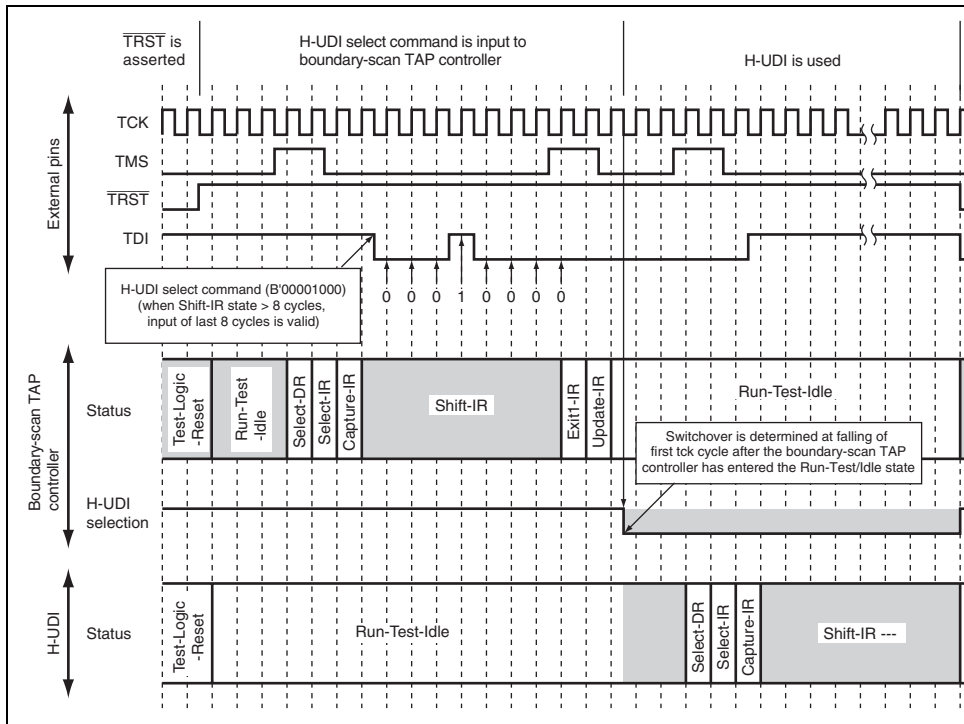 TRST is
asserted
H-UDI select command is input to
boundary-scan TAP controller
H-UDI is used
External pins
TCK
TMS
TRST
TDI
H-UDI select command (B'00001000)
(when Shift-IR state > 8 cycles,
input of last 8 cycles is valid)
0 0 0 1 0 0 0 0
Boundary-scan TAP
controller
Status
Test-Logic
-Reset
Run-Test
-Idle
Select-DR
Select-IR
Capture-IR
Shift-IR
Exit1-IR
Update-IR
Run-Test-Idle
Switchover is determined at falling of
first tck cycle after the boundary-scan TAP
controller has entered the Run-Test/Idle state
H-UDI
selection
H-UDI
Status
Test-Logic
-Reset
Run-Test-Idle
Select-DR
Select-IR
Capture-IR
Shift-IR ---